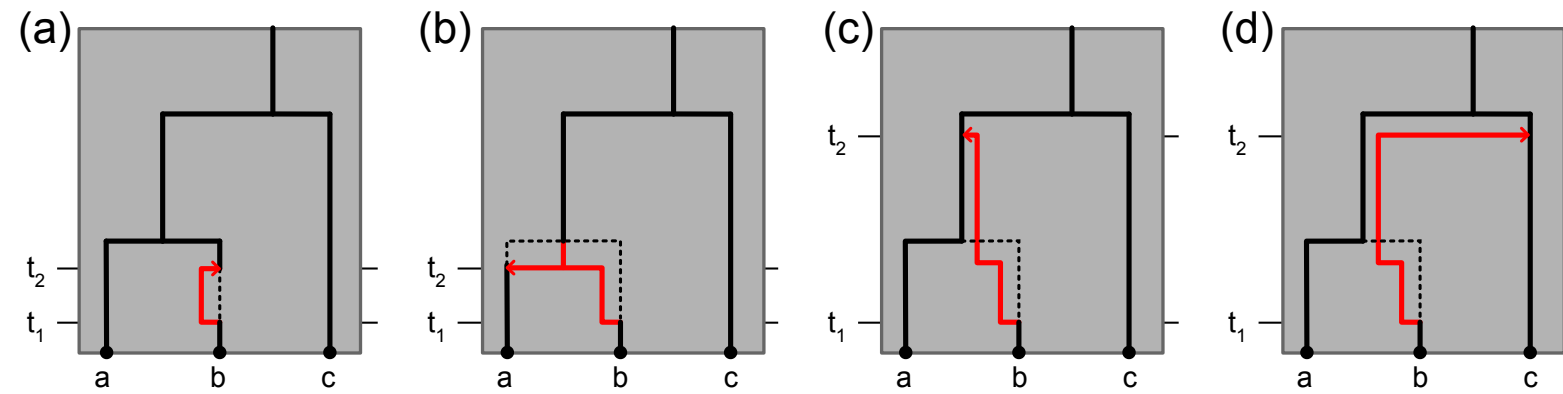 (a) (b) (c) (d)
t2 t2
t2 t2
t1 t1 t1 t1
a b c a b c a b c a b c